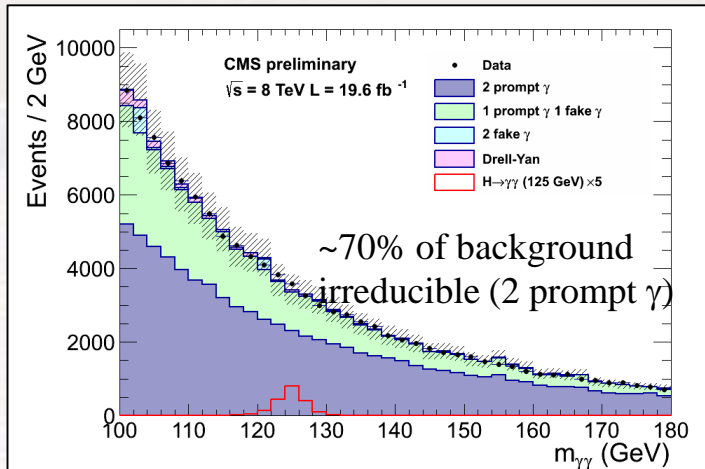 Events / 2 GeV
10000
8000
6000
4000
2000
0
CMS preliminary
√s = 8 TeV L = 19.6 fb⁻¹
Data
2 prompt γ
1 prompt γ 1 fake γ
2 fake γ
Drell-Yan
H→γγ (125 GeV) ×5
~70% of background
irreducible (2 prompt γ)
100 110 120 130 140 150 160 170 180
m_γγ (GeV)